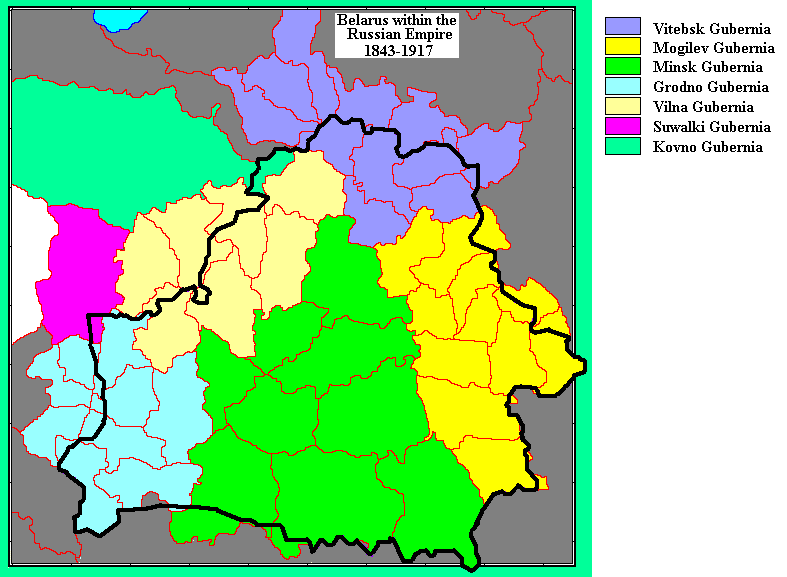 Belarus within the
Russian Empire
1843-1917
Vitebsk Gubernia
Mogilev Gubernia
Minsk Gubernia
Grodno Gubernia
Vilna Gubernia
Suwalki Gubernia
Kovno Gubernia